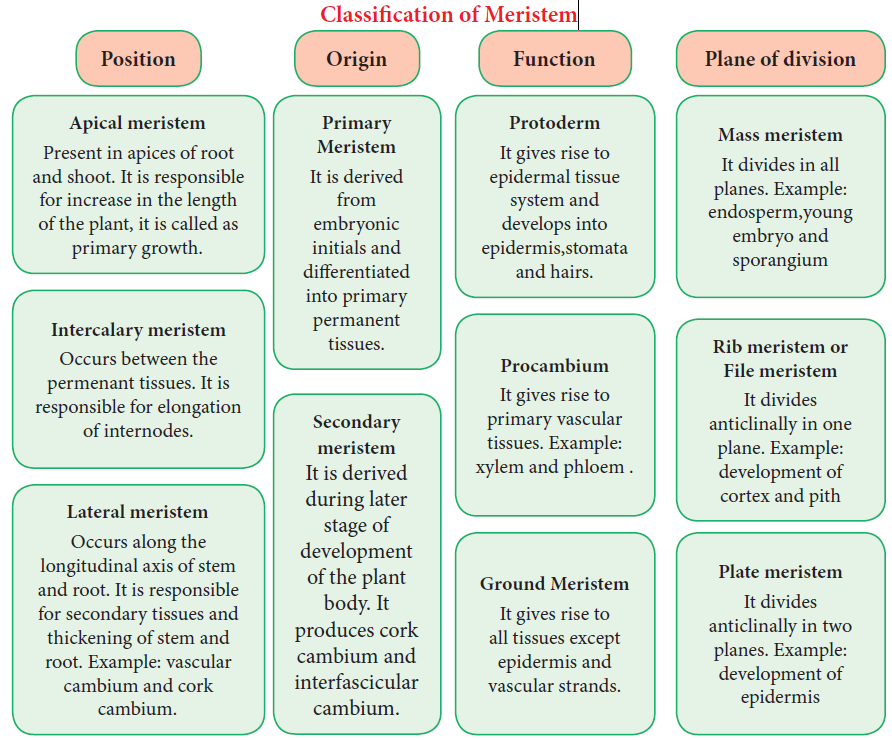 Classification of Meristem
Position
Apical meristem
Present in apices of root
and shoot. It is responsible
for increase in the length
of the plant, it is called as
primary growth.
Intercalary meristem
Occurs between the
permenant tissues. It is
responsible for elongation
of internodes.
Lateral meristem
Occurs along the
longitudinal axis of stem
and root. It is responsible
for secondary tissues and
thickening of stem and
root. Example: vascular
cambium and cork
cambium.
Origin
Primary
Meristem
It is derived
from
embryonic
initials and
differentiated
into primary
permanent
tissues.
Secondary
meristem
It is derived
during later
stage of
development
of the plant
body. It
produces cork
cambium and
interfascicular
cambium.
Function
Protoderm
It gives rise to
epidermal tissue
system and
develops into
epidermis,stomata
and hairs.
Procambium
It gives rise to
primary vascular
tissues. Example:
xylem and phloem .
Ground Meristem
It gives rise to
all tissues except
epidermis and
vascular strands.
Plane of division
Mass meristem
It divides in all
planes. Example:
endosperm,young
embryo and
sporangium
Rib meristem or
File meristem
It divides
anticlinally in one
plane. Example:
development of
cortex and pith
Plate meristem
It divides
anticlinally in two
planes. Example:
development of
epidermis